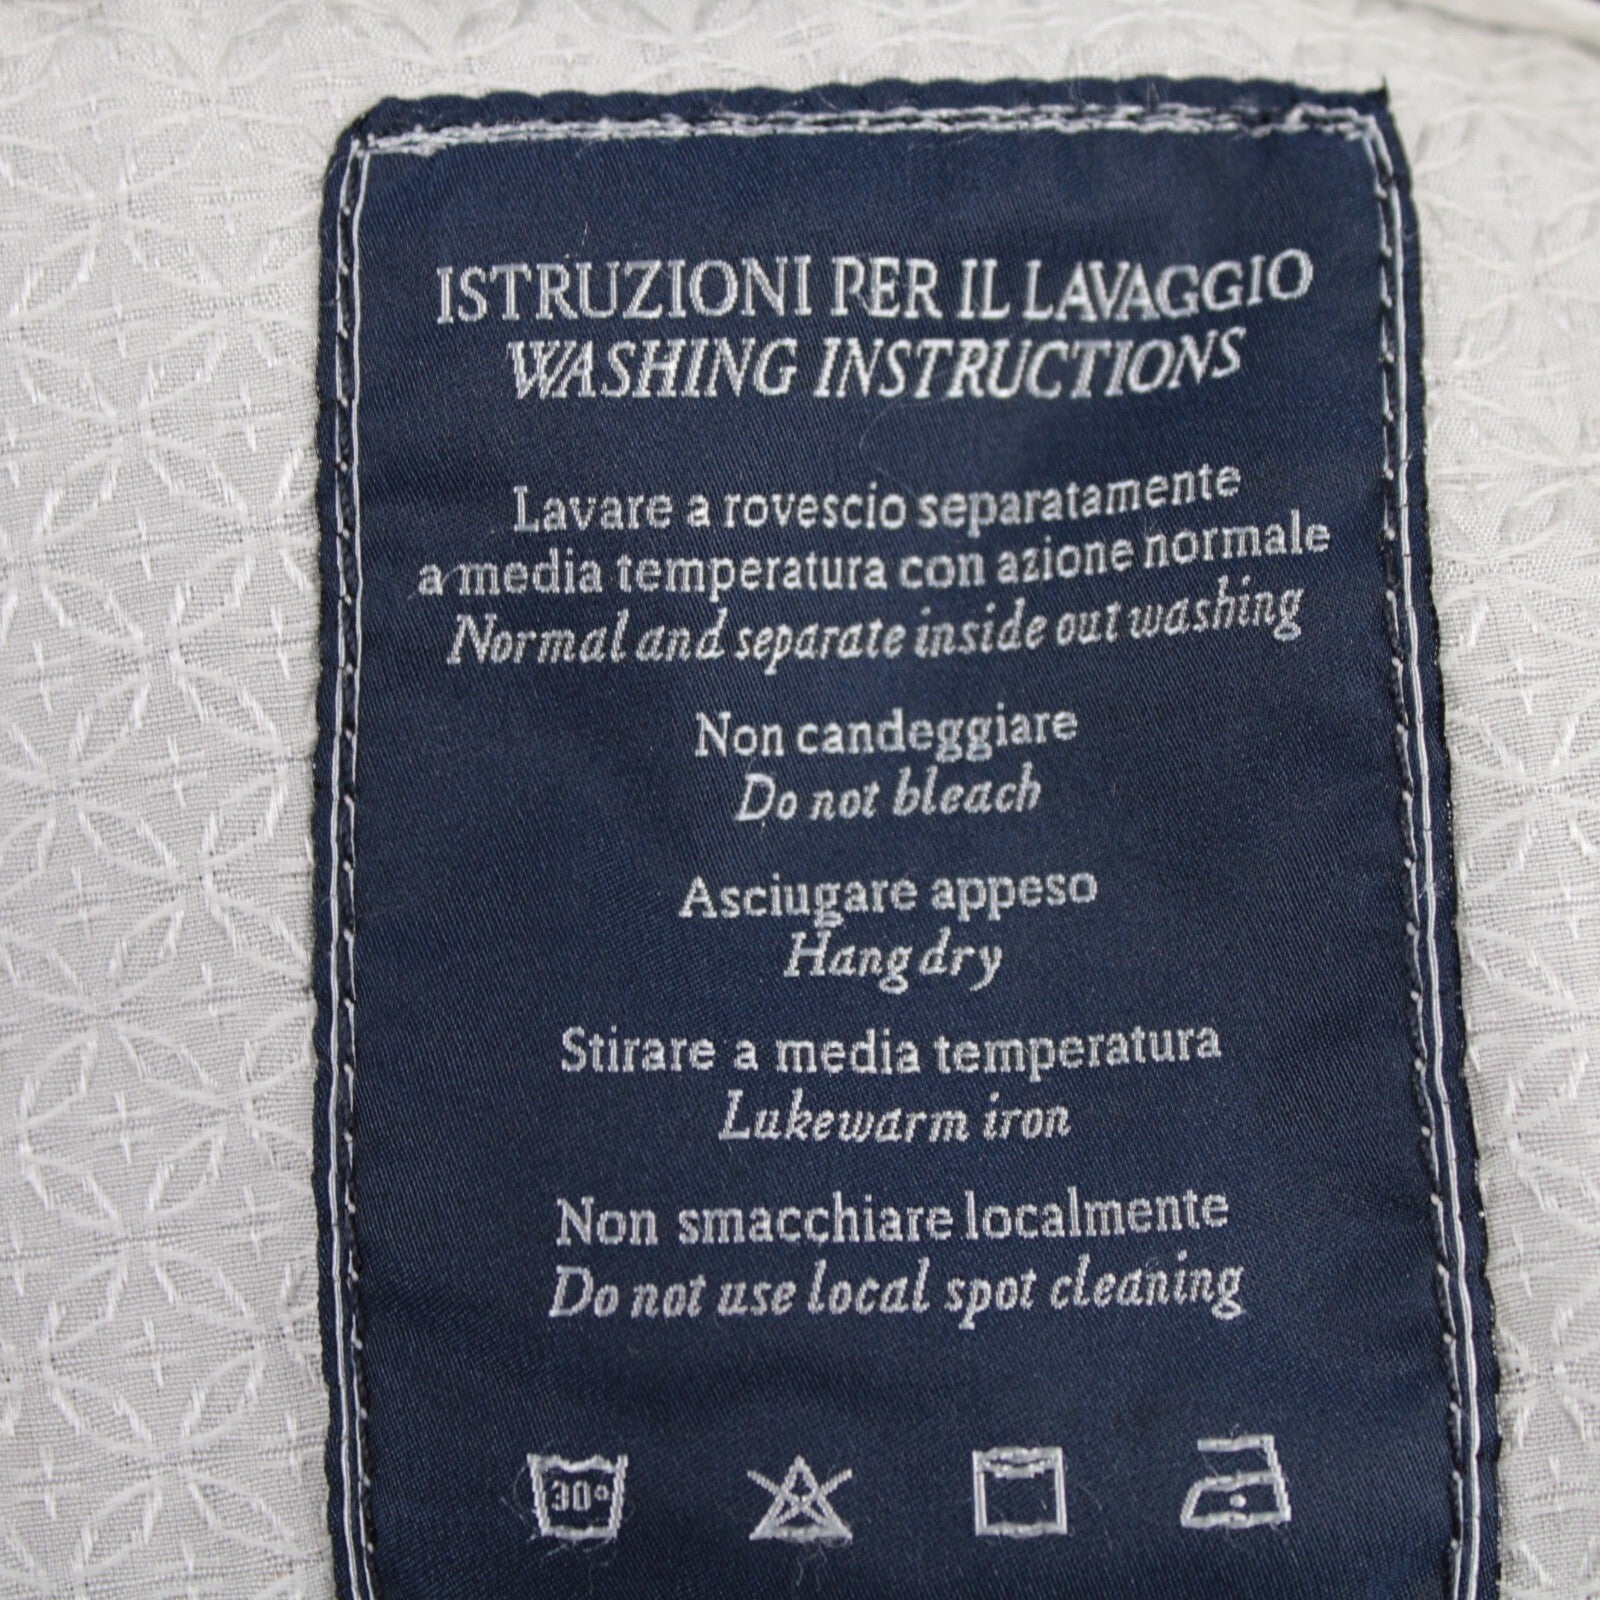 ISTRUZIONI PER IL LAVAGGIO
WASHING INSTRUCTIONS
Lavare a rovescio separatamente
a media temperatura con azione normale
Normal and separate inside out washing
Non candeggiare
Do not bleach
Asciugare appeso
Hang dry
Stirare a media temperatura
Lukewarm iron
Non smacchiare localmente
Do not use local spot cleaning
30°